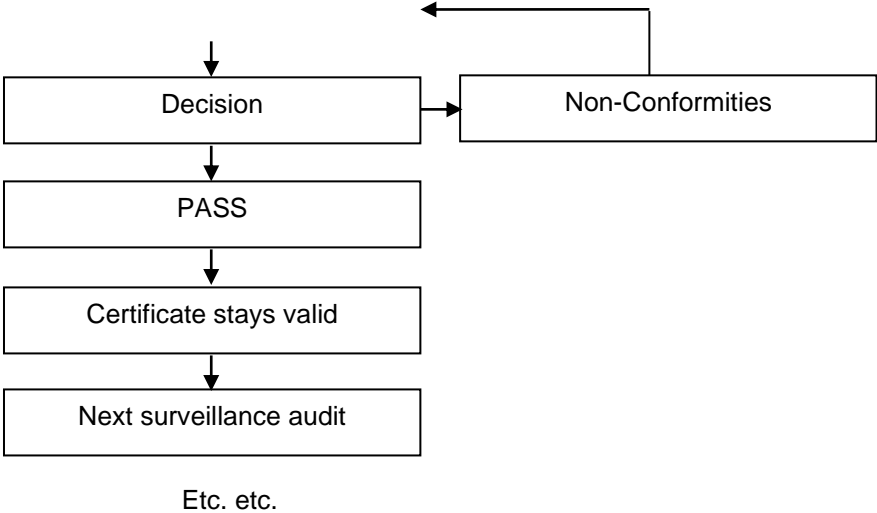 Decision
Non-Conformities
PASS
Certificate stays valid
Next surveillance audit
Etc. etc.